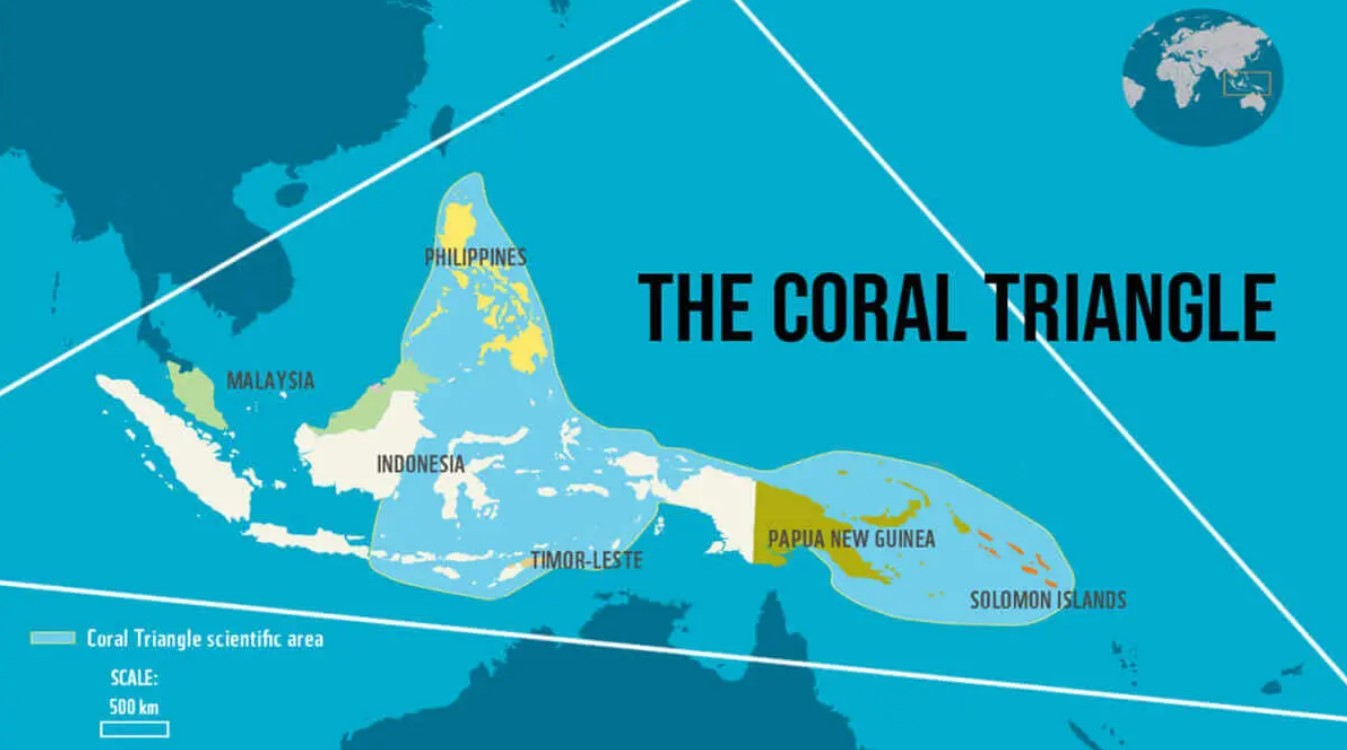 PHILIPPINES
THE CORAL TRIANGLE
MALAYSIA
INDONESIA
PAPUA NEW GUINEA
TIMOR-LESTE
SOLOMON ISLANDS
Coral Triangle scientific area
SCALE:
500 km